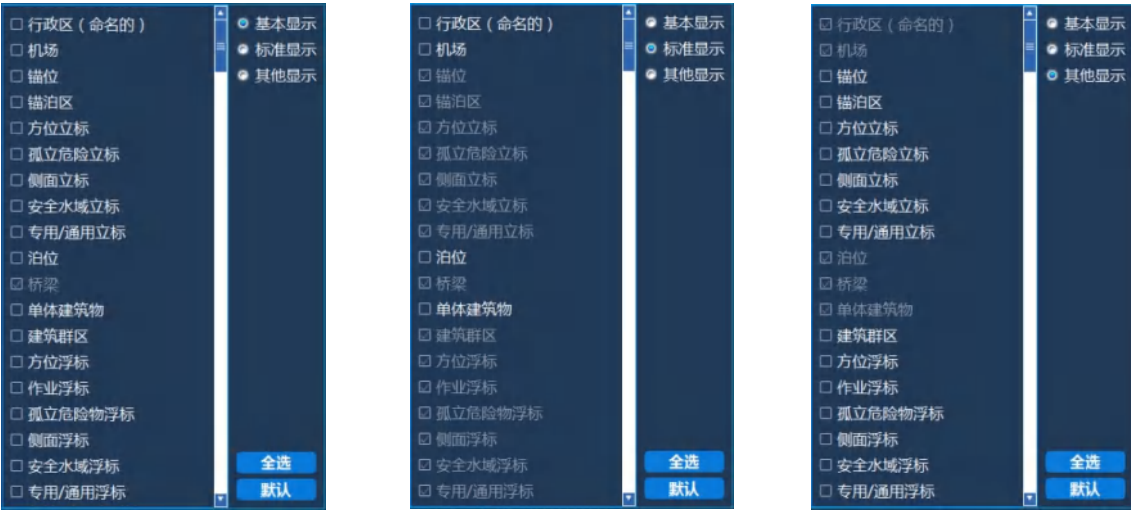 行政区（命名的）
机场
锚位
锚泊区
方位立标
孤立危险立标
侧面立标
安全水域立标
专用/通用立标
泊位
桥梁
单体建筑物
建筑群区
方位浮标
作业浮标
孤立危险物浮标
侧面浮标
安全水域浮标
专用/通用浮标
基本显示
标准显示
其他显示
全选
默认
行政区（命名的）
机场
锚位
锚泊区
方位立标
孤立危险立标
侧面立标
安全水域立标
专用/通用立标
泊位
桥梁
单体建筑物
建筑群区
方位浮标
作业浮标
孤立危险物浮标
侧面浮标
安全水域浮标
专用/通用浮标
基本显示
标准显示
其他显示
全选
默认
行政区（命名的）
机场
锚位
锚泊区
方位立标
孤立危险立标
侧面立标
安全水域立标
专用/通用立标
泊位
桥梁
单体建筑物
建筑群区
方位浮标
作业浮标
孤立危险物浮标
侧面浮标
安全水域浮标
专用/通用浮标
基本显示
标准显示
其他显示
全选
默认